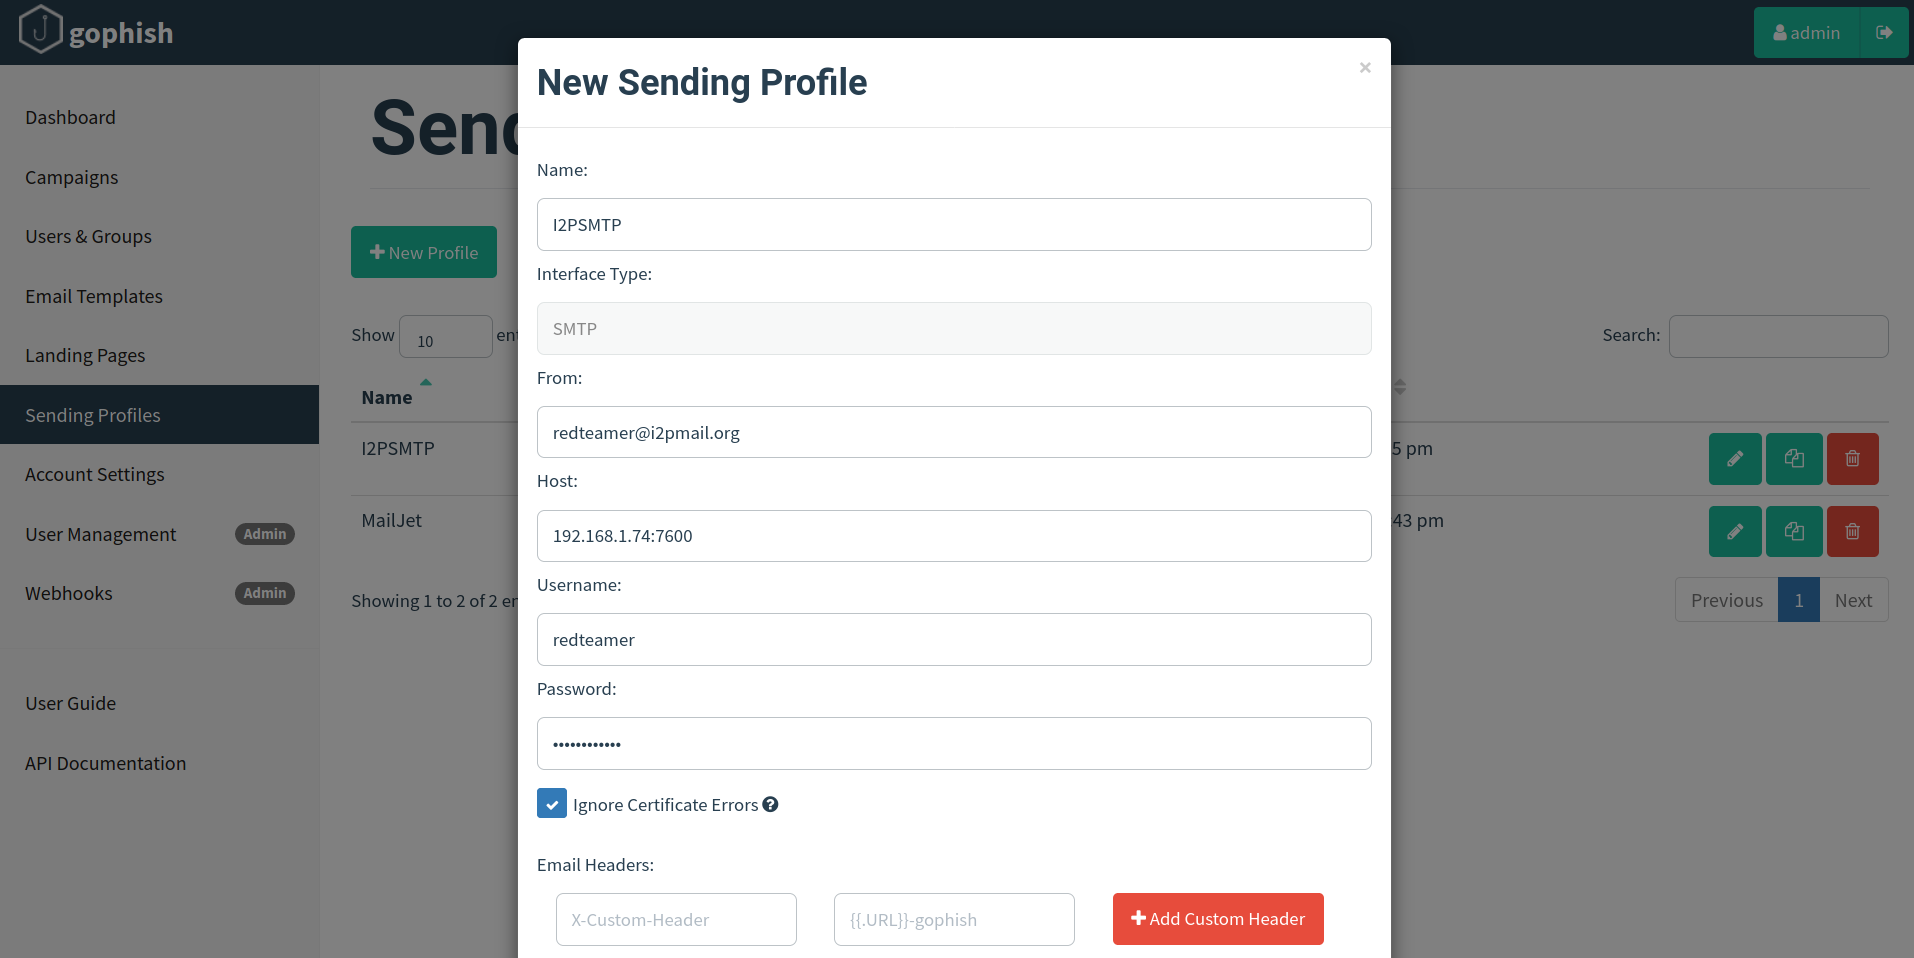 gophish
admin
Dashboard
Campaigns
Users & Groups
Email Templates
Landing Pages
Sending Profiles
Account Settings
User Management Admin
Webhooks Admin
User Guide
API Documentation
Send
New Profile
Show 10 ent
Search:
Name
I2PSMTP
5 pm
MailJet
43 pm
Showing 1 to 2 of 2 en
Previous 1 Next
New Sending Profile
×
Name:
I2PSMTP
Interface Type:
SMTP
From:
redteamer@i2pmail.org
Host:
192.168.1.74:7600
Username:
redteamer
Password:
••••••••••••
Ignore Certificate Errors
Email Headers:
X-Custom-Header {{.URL}}-gophish Add Custom Header